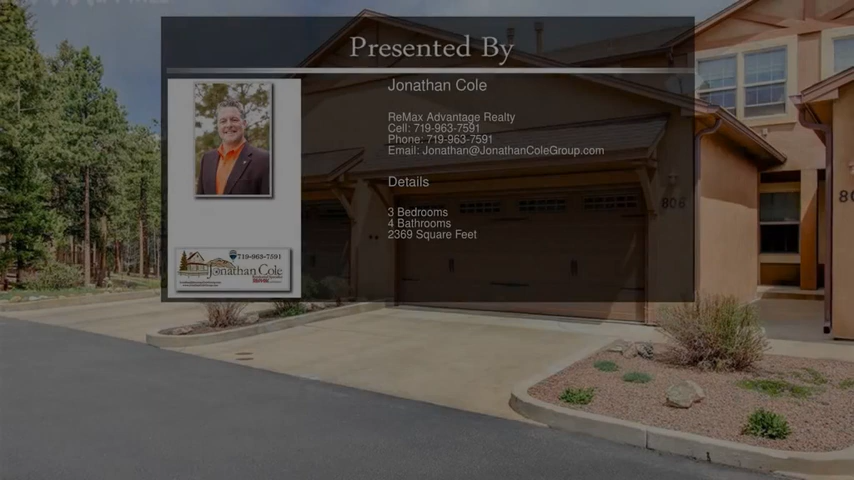 Presented By
Jonathan Cole
ReMax Advantage Realty
Cell: 719-963-7591
Phone: 719-963-7591
Email: Jonathan@JonathanColeGroup.com
Details
3 Bedrooms
4 Bathrooms
2369 Square Feet
719-963-7591
Jonathan Cole
806